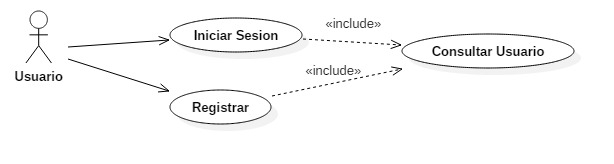 Iniciar Sesion
«include»
Consultar Usuario
Usuario
«include»
Registrar